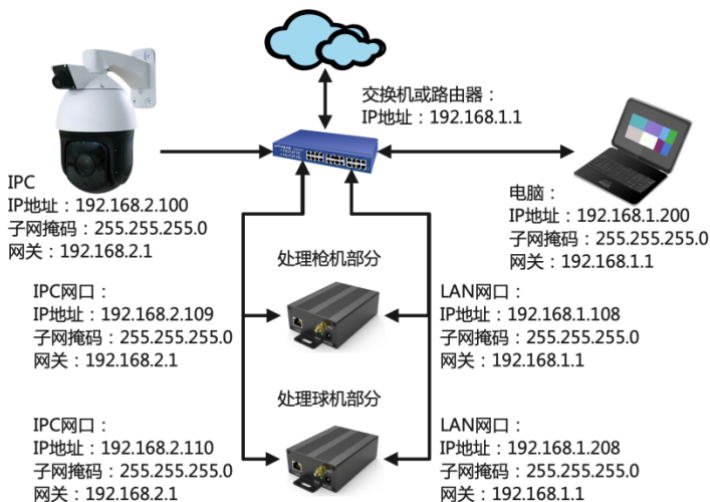 交换机或路由器：
IP地址：192.168.1.1
IPC
IP地址：192.168.2.100
子网掩码：255.255.255.0
网关：192.168.2.1
电脑：
IP地址：192.168.1.200
子网掩码：255.255.255.0
网关：192.168.1.1
处理枪机部分
IPC网口：
IP地址：192.168.2.109
子网掩码：255.255.255.0
网关：192.168.2.1
LAN网口：
IP地址：192.168.1.108
子网掩码：255.255.255.0
网关：192.168.1.1
处理球机部分
IPC网口：
IP地址：192.168.2.110
子网掩码：255.255.255.0
网关：192.168.2.1
LAN网口：
IP地址：192.168.1.208
子网掩码：255.255.255.0
网关：192.168.1.1